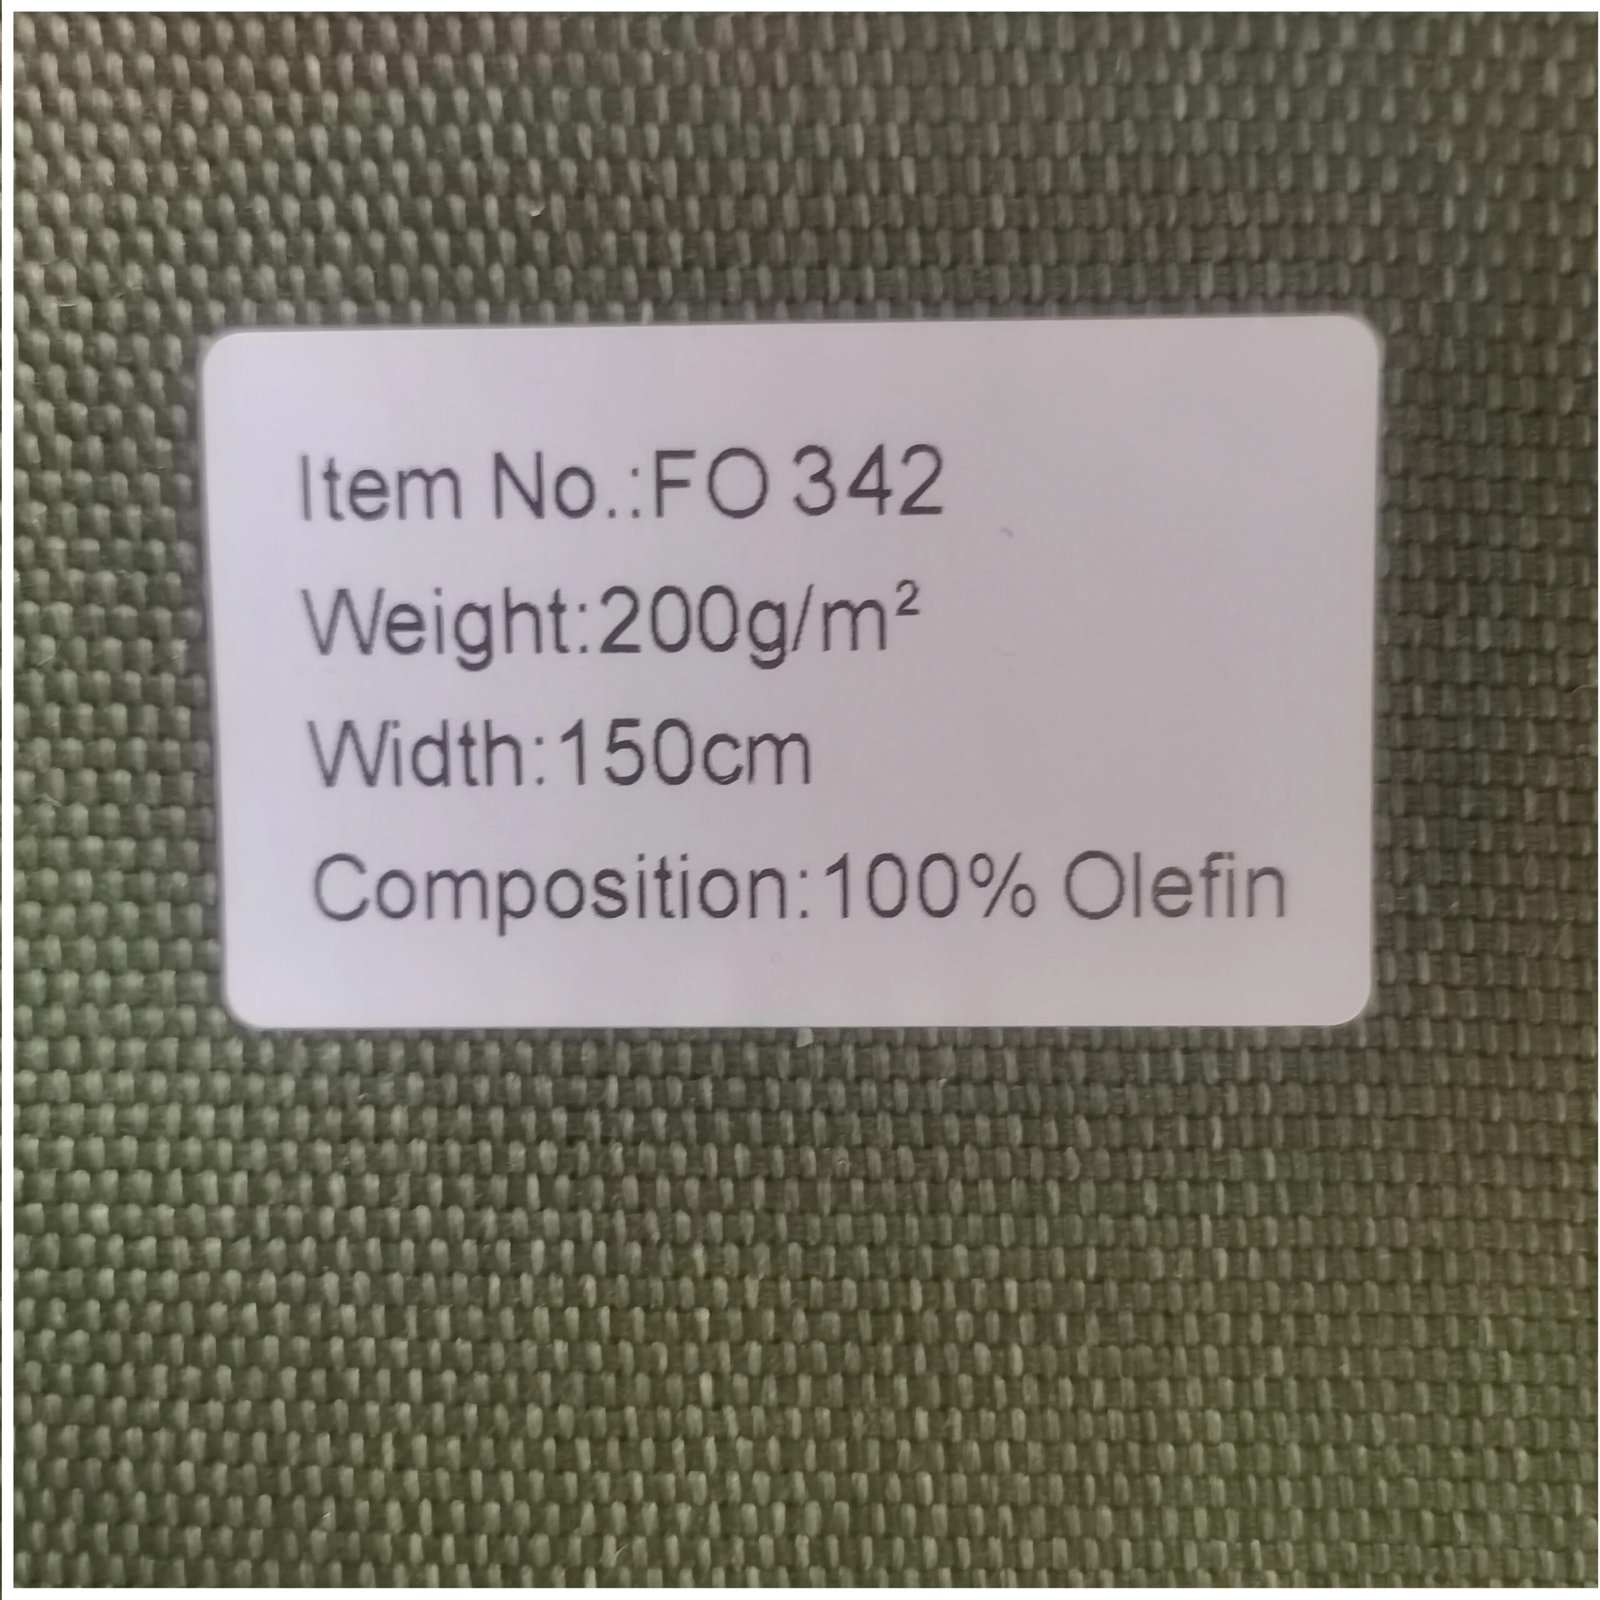 Item No.:FO 342
Weight:200g/m²
Width:150cm
Composition:100% Olefin